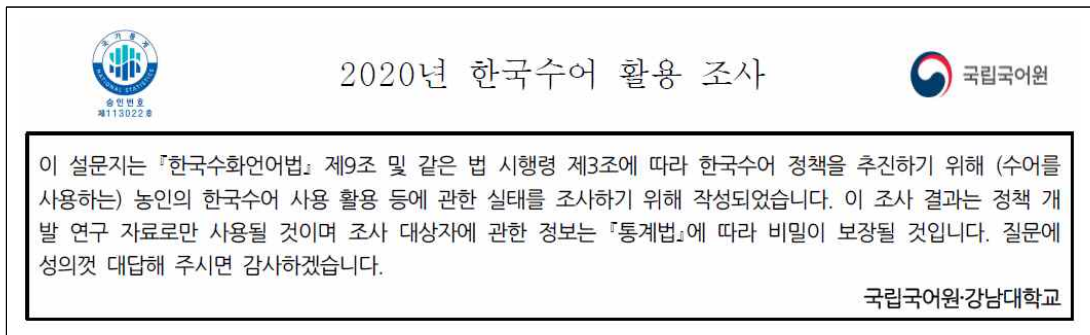 국가통계
NATIONAL STATISTICS
승인번호
제113022호
2020년 한국수어 활용 조사
국립국어원
이 설문지는 『한국수화언어법』 제9조 및 같은 법 시행령 제3조에 따라 한국수어 정책을 추진하기 위해 (수어를
사용하는) 농인의 한국수어 사용 활용 등에 관한 실태를 조사하기 위해 작성되었습니다. 이 조사 결과는 정책 개
발 연구 자료로만 사용될 것이며 조사 대상자에 관한 정보는 『통계법』에 따라 비밀이 보장될 것입니다. 질문에
성의껏 대답해 주시면 감사하겠습니다.
국립국어원·강남대학교